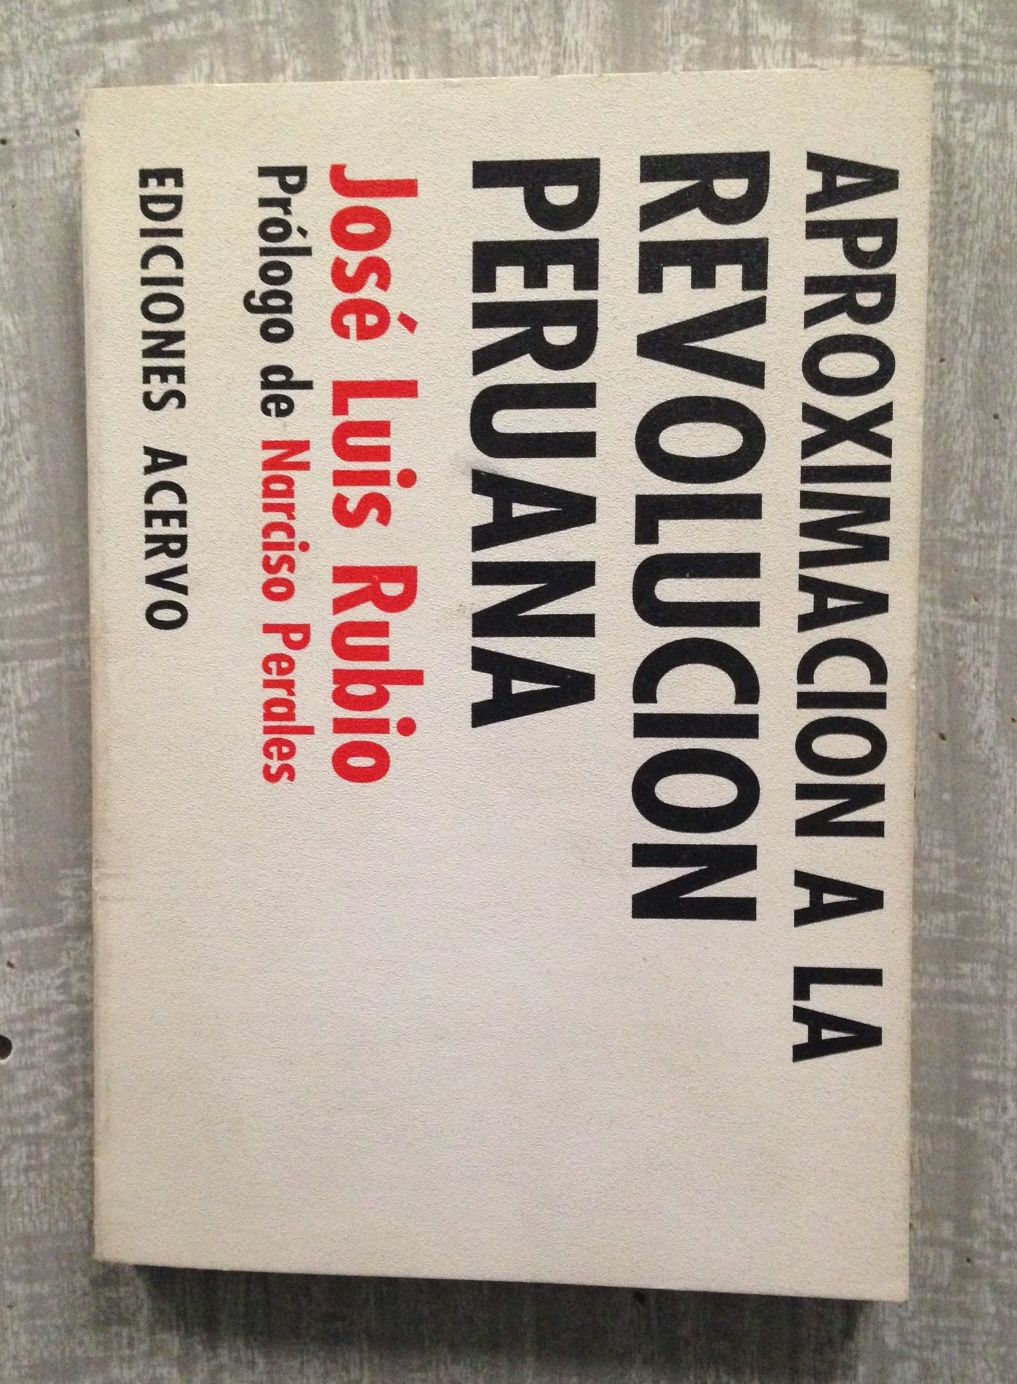 APROXIMACION A LA
REVOLUCION
PERUANA
José Luis Rubio
Prólogo de Narciso Perales
EDICIONES ACERVO